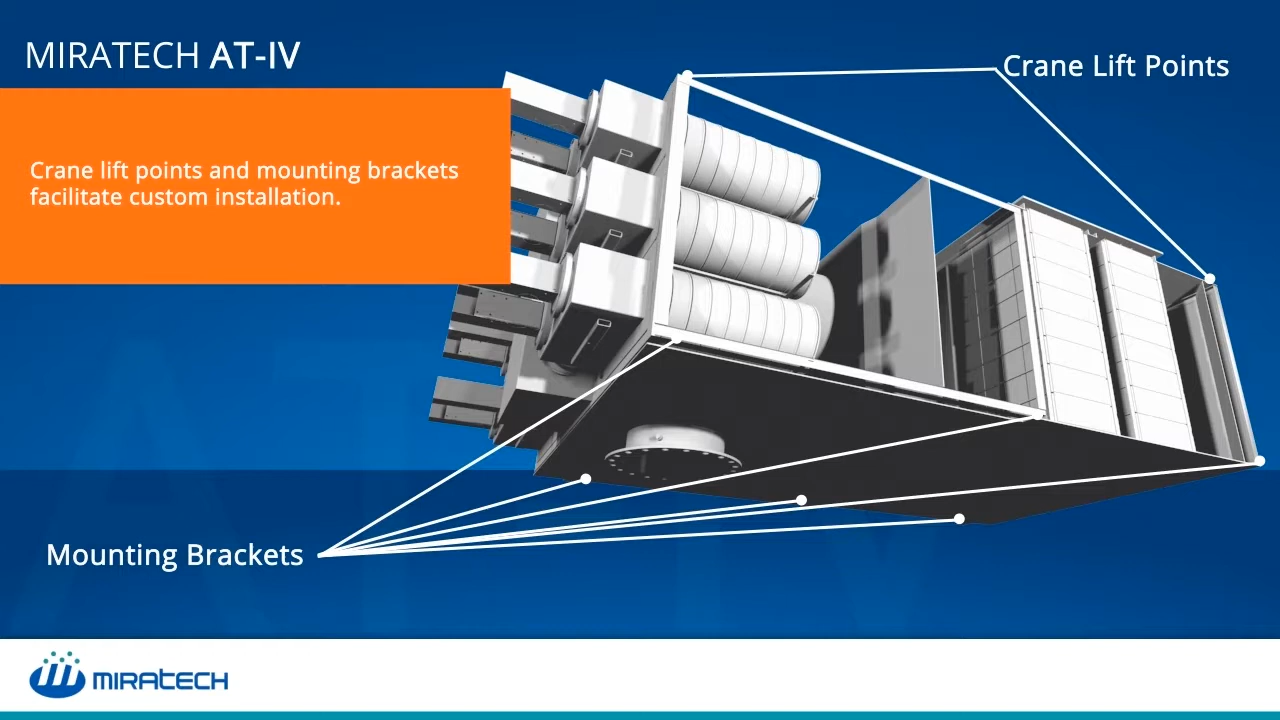 MIRATECH AT-IV
Crane Lift Points
Crane lift points and mounting brackets
facilitate custom installation.
Mounting Brackets
MIRATECH